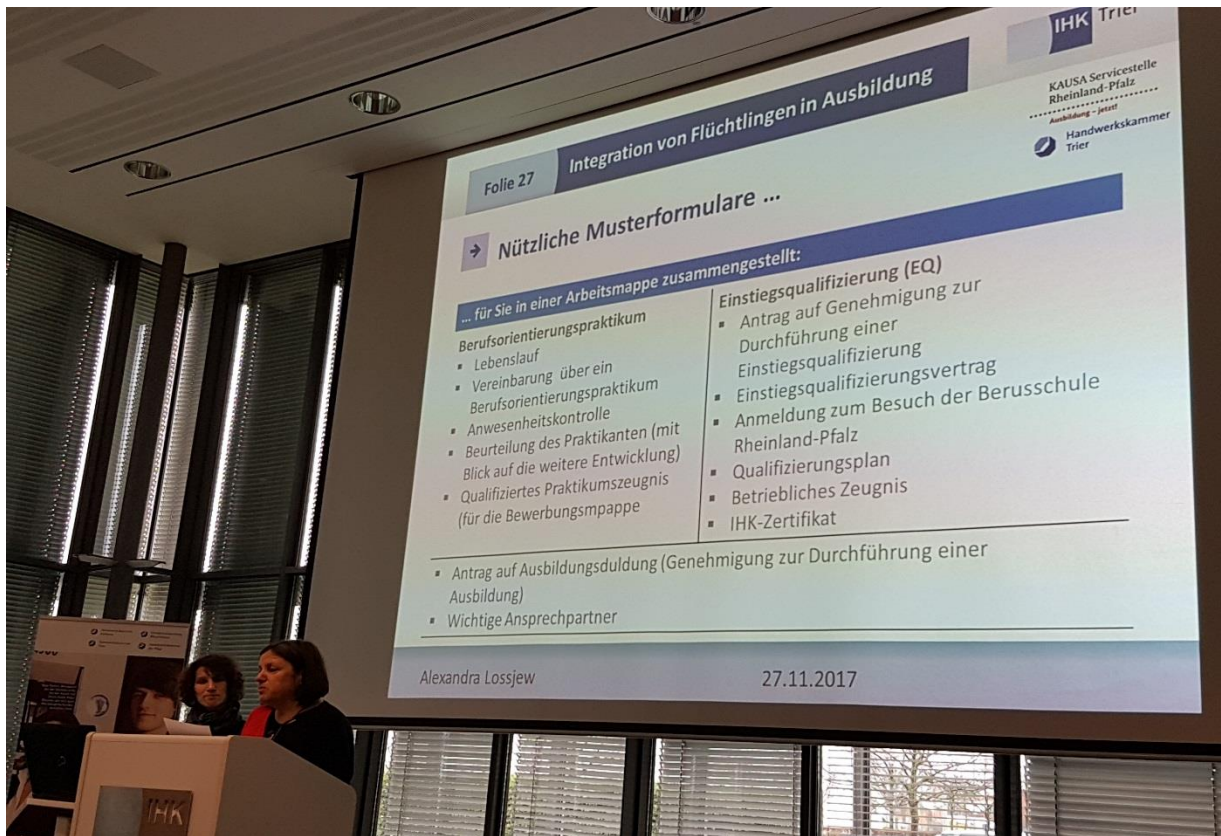 IHK Trier
KAUSA Servicestelle
Rheinland-Pfalz
Ausbildung – jetzt!
Handwerkskammer
Trier
Folie 27
Integration von Flüchtlingen in Ausbildung
Nützliche Musterformulare ...
... für Sie in einer Arbeitsmappe zusammengestellt:
Berufsorientierungspraktikum
▪ Lebenslauf
▪ Vereinbarung über ein
Berufsorientierungspraktikum
▪ Anwesenheitskontrolle
▪ Beurteilung des Praktikanten (mit
Blick auf die weitere Entwicklung)
▪ Qualifiziertes Praktikumszeugnis
(für die Bewerbungsmpappe
Einstiegsqualifizierung (EQ)
▪ Antrag auf Genehmigung zur
Durchführung einer
Einstiegsqualifizierung
▪ Einstiegsqualifizierungsvertrag
▪ Anmeldung zum Besuch der Berusschule
Rheinland-Pfalz
▪ Qualifizierungsplan
▪ Betriebliches Zeugnis
▪ IHK-Zertifikat
▪ Antrag auf Ausbildungsduldung (Genehmigung zur Durchführung einer
Ausbildung)
▪ Wichtige Ansprechpartner
Alexandra Lossjew
27.11.2017
IHK